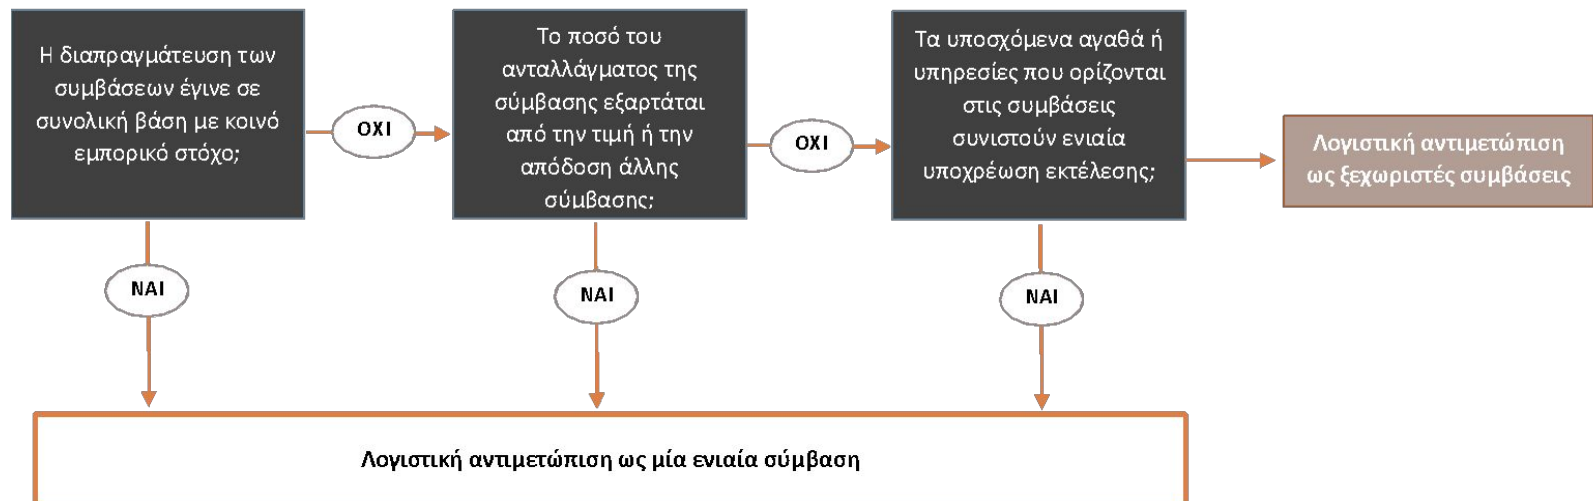 Η διαπραγμάτευση των
συμβάσεων έγινε σε
συνολική βάση με κοινό
εμπορικό στόχο;
ΟΧΙ
Το ποσό του
ανταλλάγματος της
σύμβασης εξαρτάται
από την τιμή ή την
απόδοση άλλης
σύμβασης;
ΟΧΙ
Τα υποσχόμενα αγαθά ή
υπηρεσίες που ορίζονται
στις συμβάσεις
συνιστούν ενιαία
υποχρέωση εκτέλεσης;
Λογιστική αντιμετώπιση
ως ξεχωριστές συμβάσεις
ΝΑΙ
ΝΑΙ
ΝΑΙ
Λογιστική αντιμετώπιση ως μία ενιαία σύμβαση